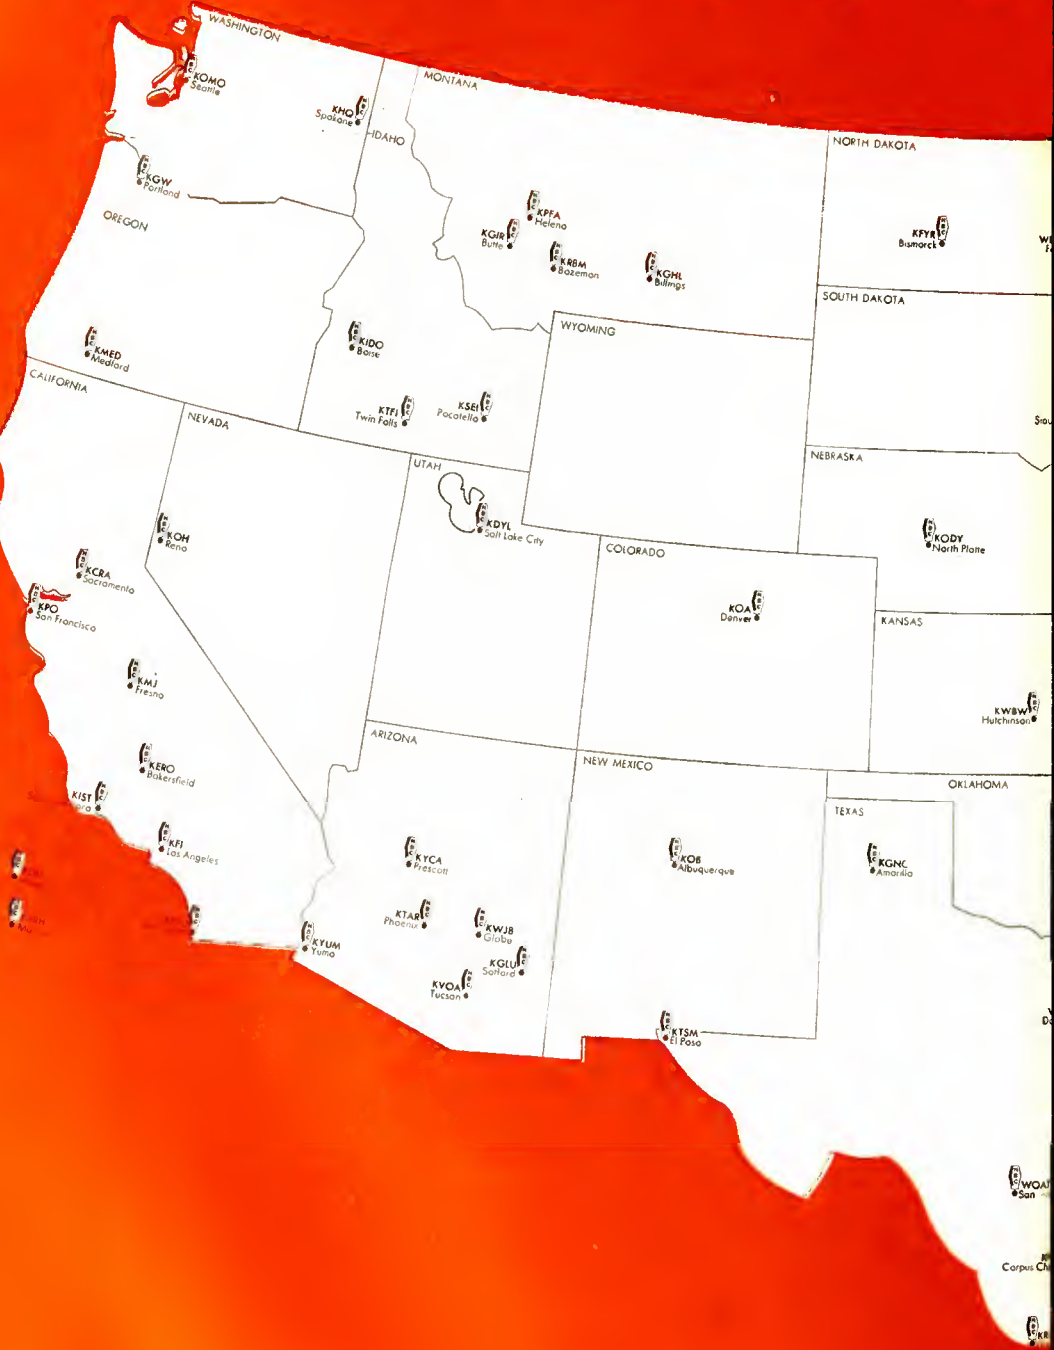 WASHINGTON
KOMO
Seattle
KHQ
Spokane
IDAHO
MONTANA
NORTH DAKOTA
KGW
Portland
OREGON
KPFA
Helena
KGIR
Butte
KRBM
Bozeman
KGHL
Billings
KFYR
Bismarck
SOUTH DAKOTA
WYOMING
KIDO
Boise
KMED
Medford
CALIFORNIA
KTFI
Twin Falls
KSEI
Pocatello
NEVADA
UTAH
NEBRASKA
KDYL
Salt Lake City
KOH
Reno
KODY
North Platte
COLORADO
KCRA
Sacramento
KPO
San Francisco
KOA
Denver
KANSAS
KMJ
Fresno
KWBW
Hutchinson
ARIZONA
NEW MEXICO
KERO
Bakersfield
OKLAHOMA
KIST
TEXAS
KFI
Los Angeles
KYCA
Prescott
KOB
Albuquerque
KGNC
Amarillo
KTAR
Phoenix
KWJB
Globe
KYUM
Yuma
KGLU
Safford
KVOA
Tucson
KTSM
El Paso
WOAI
San
Corpus Ch
KR